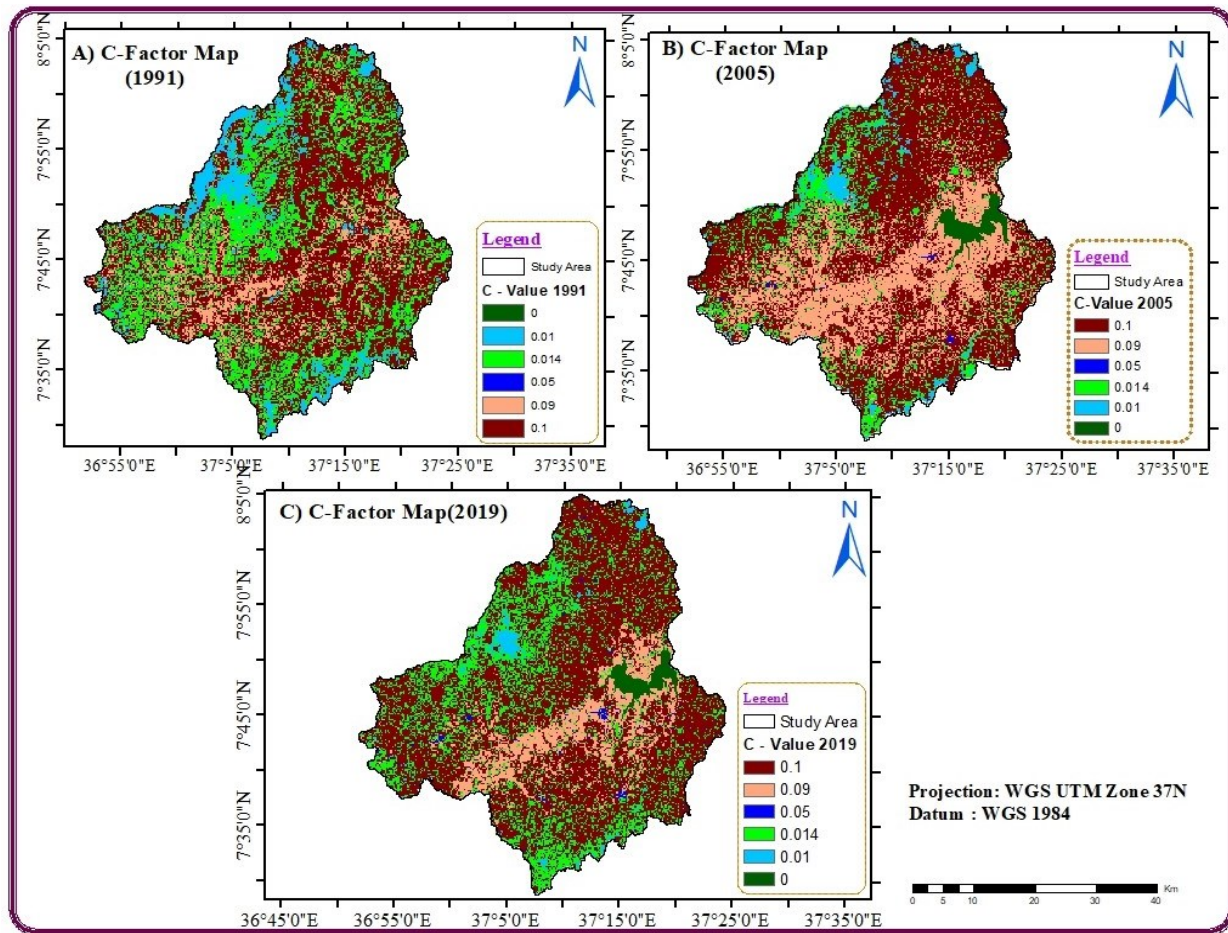 A) C-Factor Map
(1991)
N
8°5'0"N
7°55'0"N
7°45'0"N
7°35'0"N
Legend
Study Area
C - Value 1991
0
0.01
0.014
0.05
0.09
0.1
36°55'0"E 37°5'0"E 37°15'0"E 37°25'0"E 37°35'0"E
B) C-Factor Map
(2005)
N
8°5'0"N
7°55'0"N
7°45'0"N
7°35'0"N
Legend
Study Area
C-Value 2005
0.1
0.09
0.05
0.014
0.01
0
36°55'0"E 37°5'0"E 37°15'0"E 37°25'0"E 37°35'0"E
C) C-Factor Map(2019)
N
8°5'0"N
7°55'0"N
7°45'0"N
7°35'0"N
Legend
Study Area
C - Value 2019
0.1
0.09
0.05
0.014
0.01
0
36°45'0"E 36°55'0"E 37°5'0"E 37°15'0"E 37°25'0"E 37°35'0"E
Projection: WGS UTM Zone 37N
Datum : WGS 1984
Km
0 5 10 20 30 40